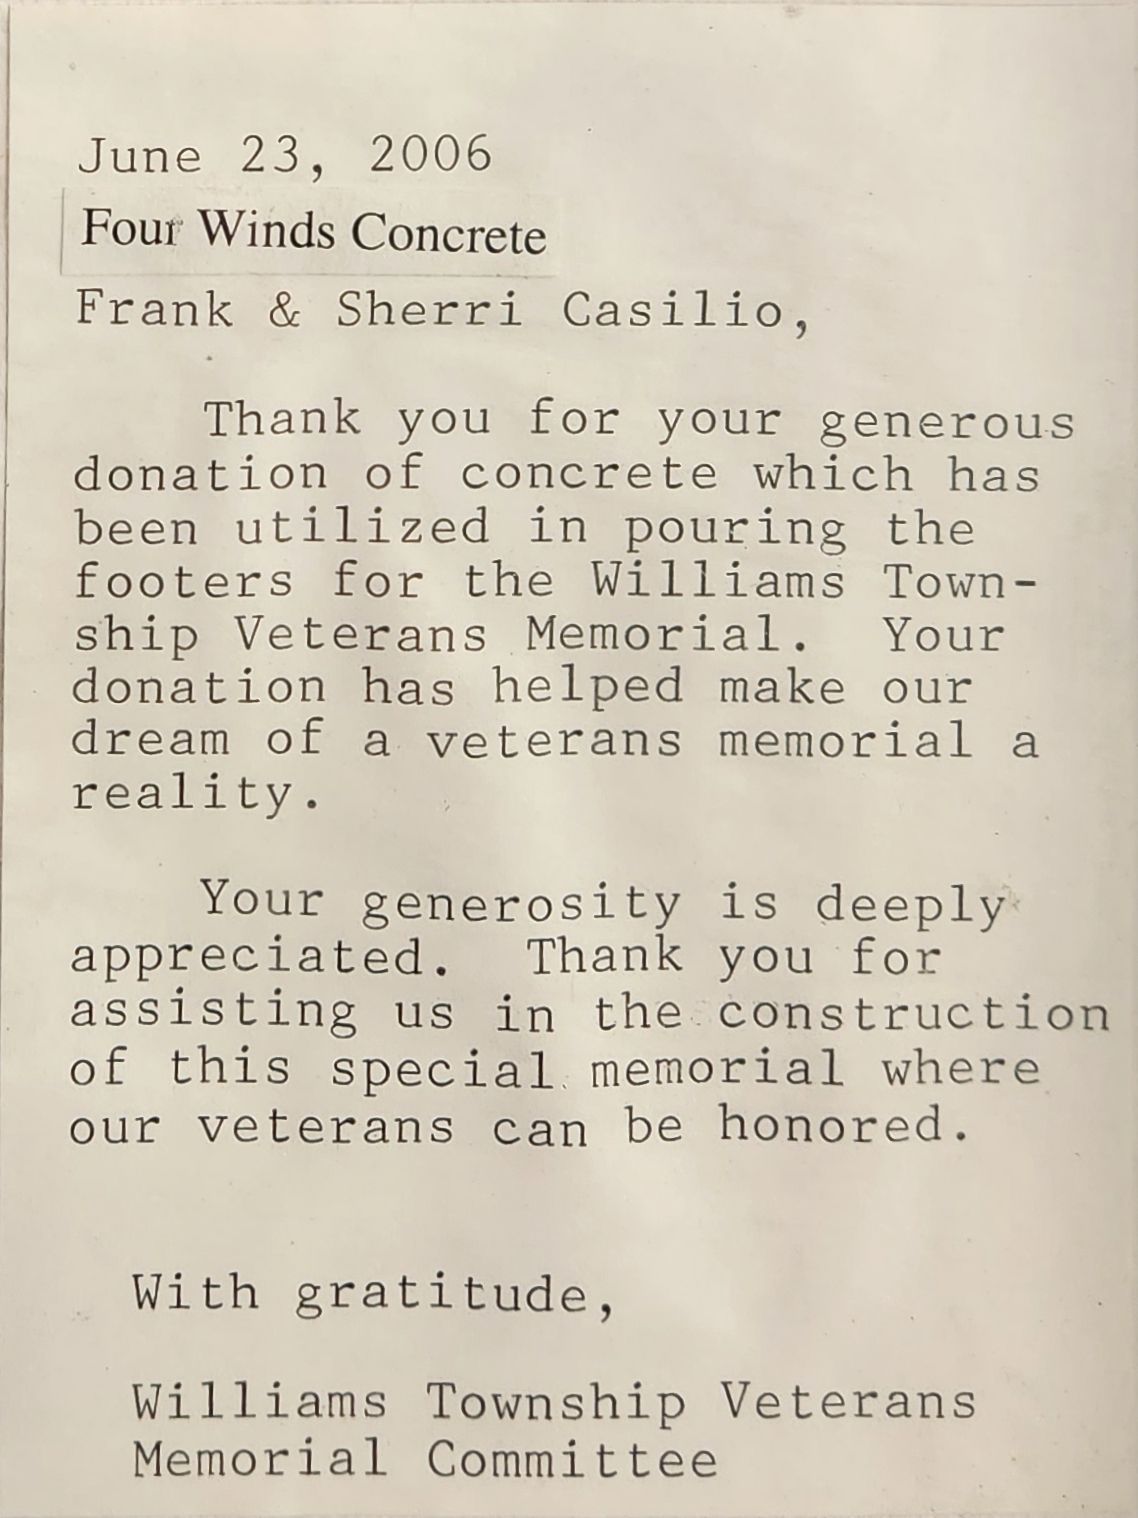 June 23, 2006
Four Winds Concrete
Frank & Sherri Casilio,
Thank you for your generous
donation of concrete which has
been utilized in pouring the
footers for the Williams Town-
ship Veterans Memorial. Your
donation has helped make our
dream of a veterans memorial a
reality.
Your generosity is deeply
appreciated. Thank you for
assisting us in the construction
of this special memorial where
our veterans can be honored.
With gratitude,
Williams Township Veterans
Memorial Committee